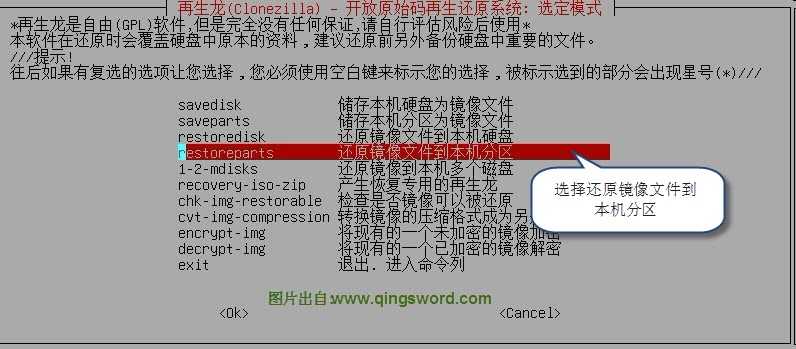 再生龙(Clonezilla) - 开放原始码再生还原系统: 选定模式
*再生龙是自由(GPL)软件,但是完全没有任何保证,请自行评估风险后使用*
本软件在还原时会覆盖硬盘中原本的资料，建议还原前另外备份硬盘中重要的文件。
///提示!
往后如果有复选的选项让您选择，您必须使用空白键来标示您的选择，被标示选到的部分会出现星号(*)///
savedisk 储存本机硬盘为镜像文件
saveparts 储存本机分区为镜像文件
restoredisk 还原镜像文件到本机硬盘
restoreparts 还原镜像文件到本机分区
1-2-mdisks 还原镜像到本机多个磁盘
recovery-iso-zip 产生恢复专用的再生龙
chk-img-restorable 检查是否镜像可以被还原
cvt-img-compression 转换镜像的压缩格式成为另
encrypt-img 将现有的一个未加密的镜像加密
decrypt-img 将现有的一个已加密的镜像解密
exit 退出. 进入命令列
选择还原镜像文件到
本机分区
图片出自:www.qingsword.com
<Ok> <Cancel>